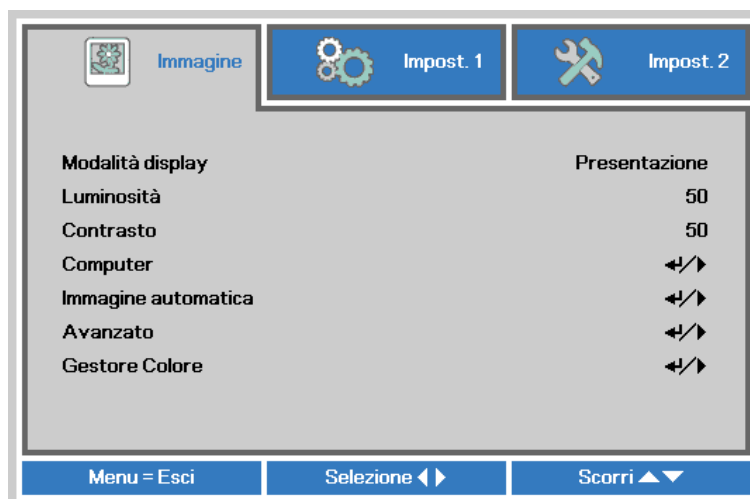 Immagine Impost. 1 Impost. 2
Modalità display Presentazione
Luminosità 50
Contrasto 50
Computer
Immagine automatica
Avanzato
Gestore Colore
Menu = Esci Selezione Scorri